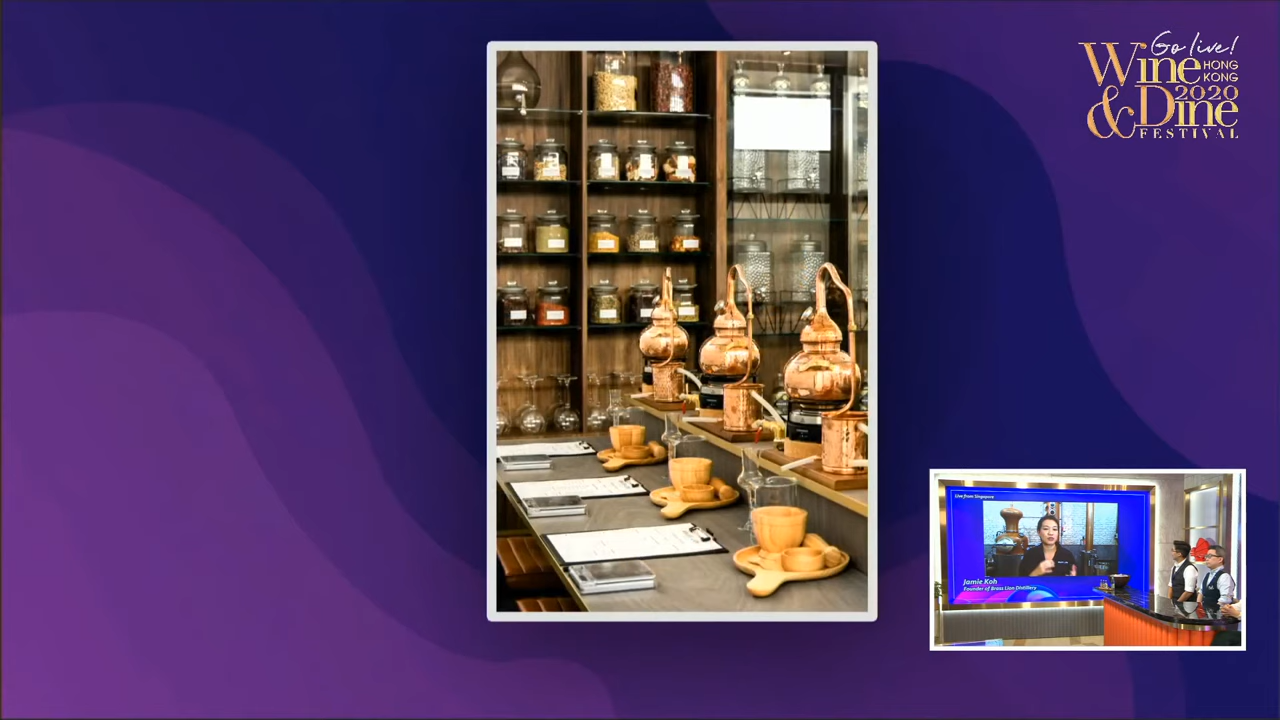 Go live!
Wine HONG KONG
2020
& Dine
FESTIVAL
Live from Singapore
Jamie Koh
Founder of Brass Lion Distillery